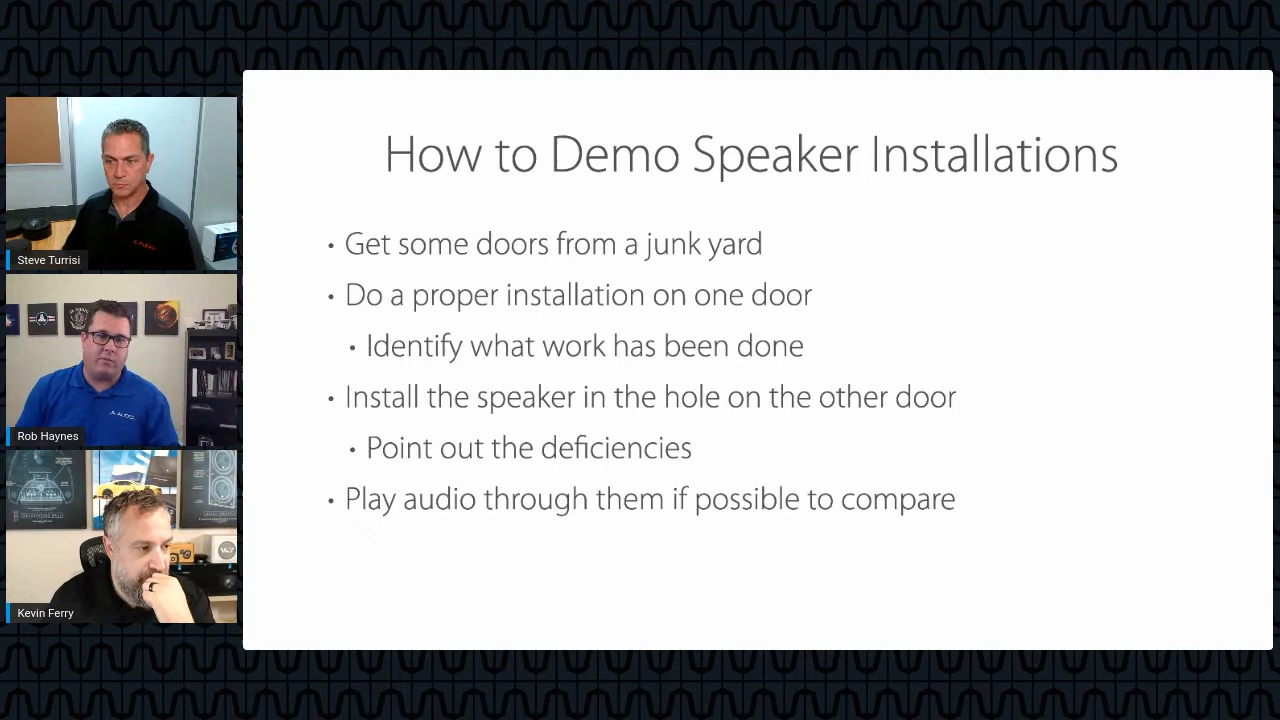 How to Demo Speaker Installations
• Get some doors from a junk yard
• Do a proper installation on one door
• Identify what work has been done
• Install the speaker in the hole on the other door
• Point out the deficiencies
• Play audio through them if possible to compare
Steve Turrisi
JL AUDIO
Rob Haynes
Kevin Ferry